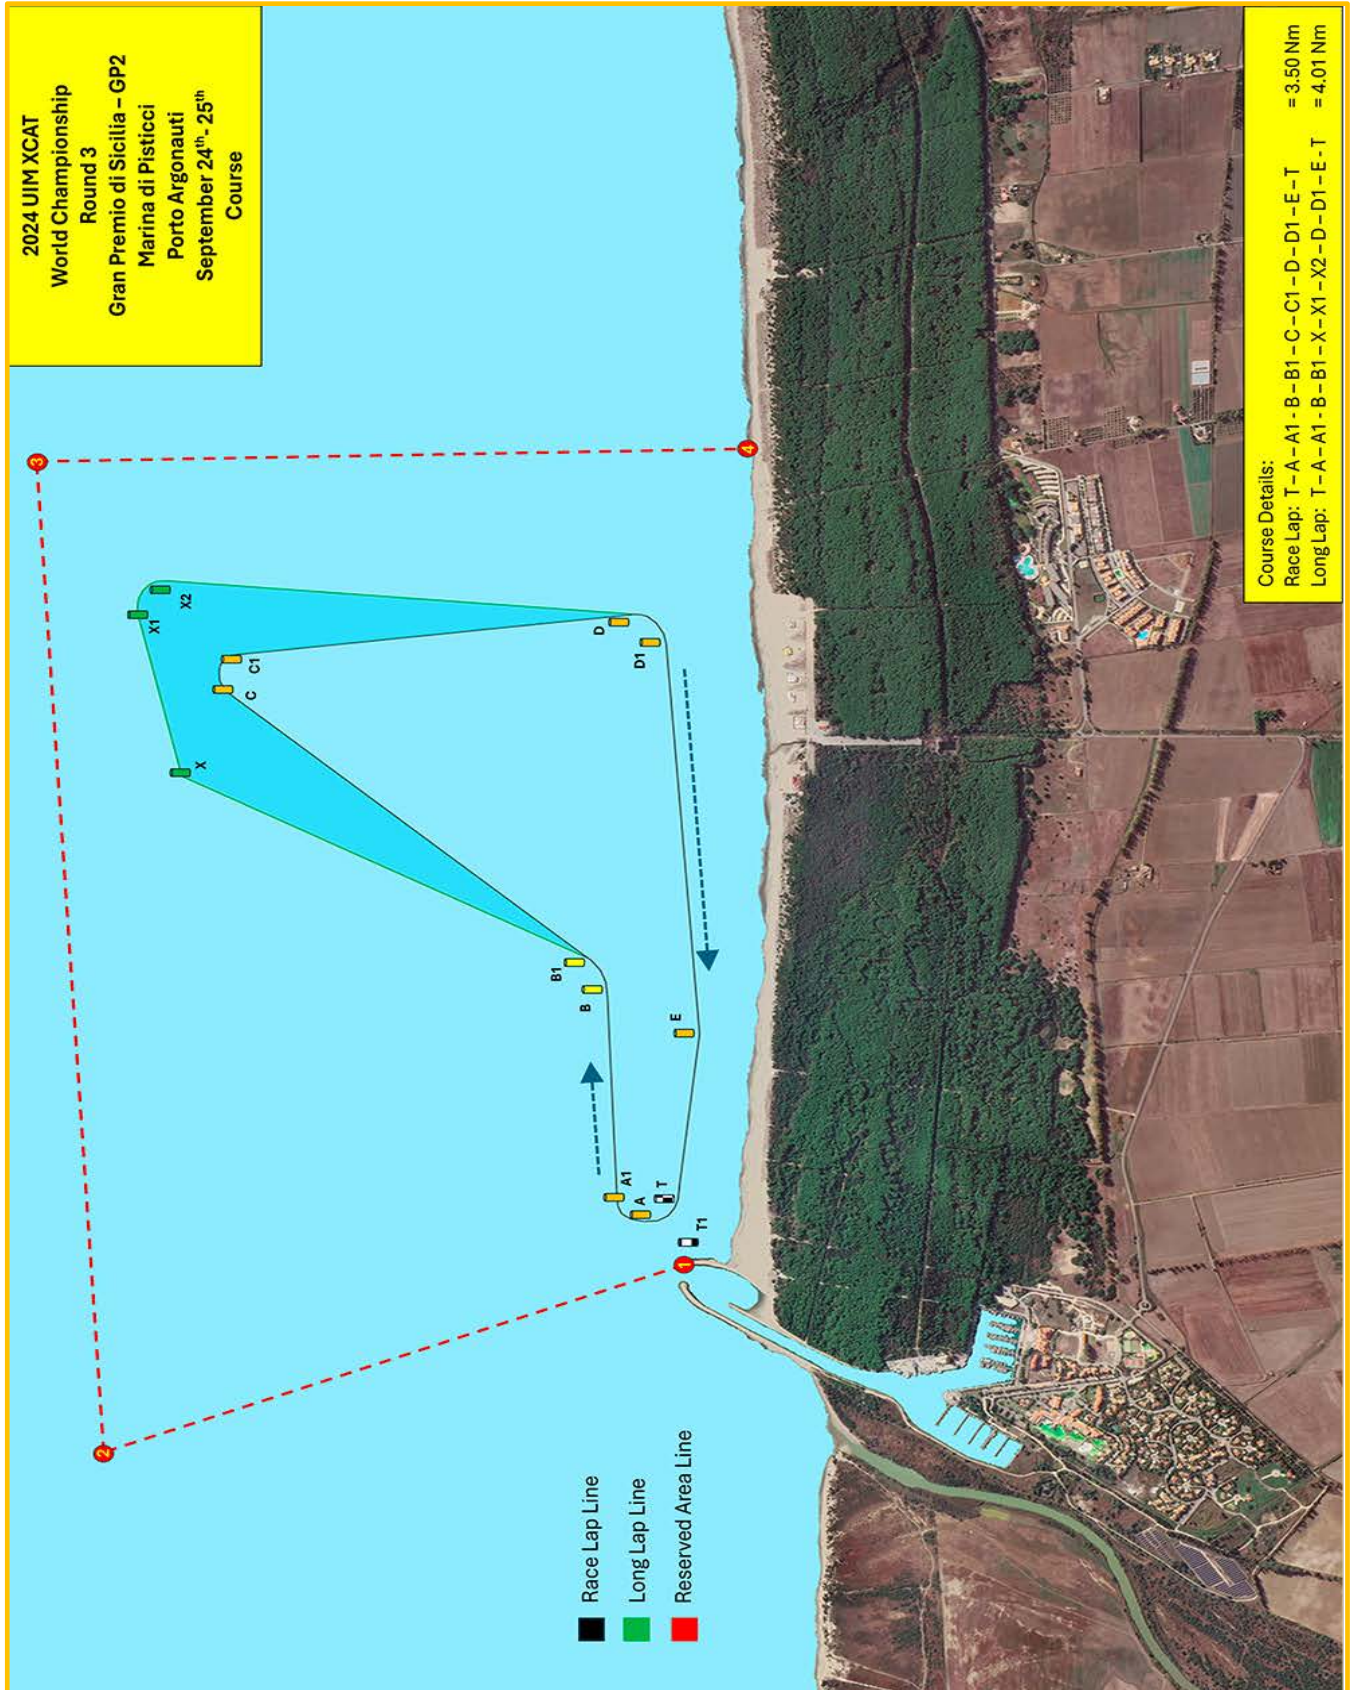 2024 UIM XCAT
World Championship
Round 3
Gran Premio di Sicilia – GP2
Marina di Pisticci
Porto Argonauti
September 24th- 25th
Course
3
4
2
1
X1
X2
C1
C
X
D
D1
B1
B
E
A1
A
T
T1
Race Lap Line
Long Lap Line
Reserved Area Line
Course Details:
Race Lap: T – A – A1 - B – B1 – C – C1 – D – D1 – E – T = 3.50 Nm
Long Lap: T – A – A1 - B – B1 – X – X1 – X2 – D – D1 – E - T = 4.01 Nm